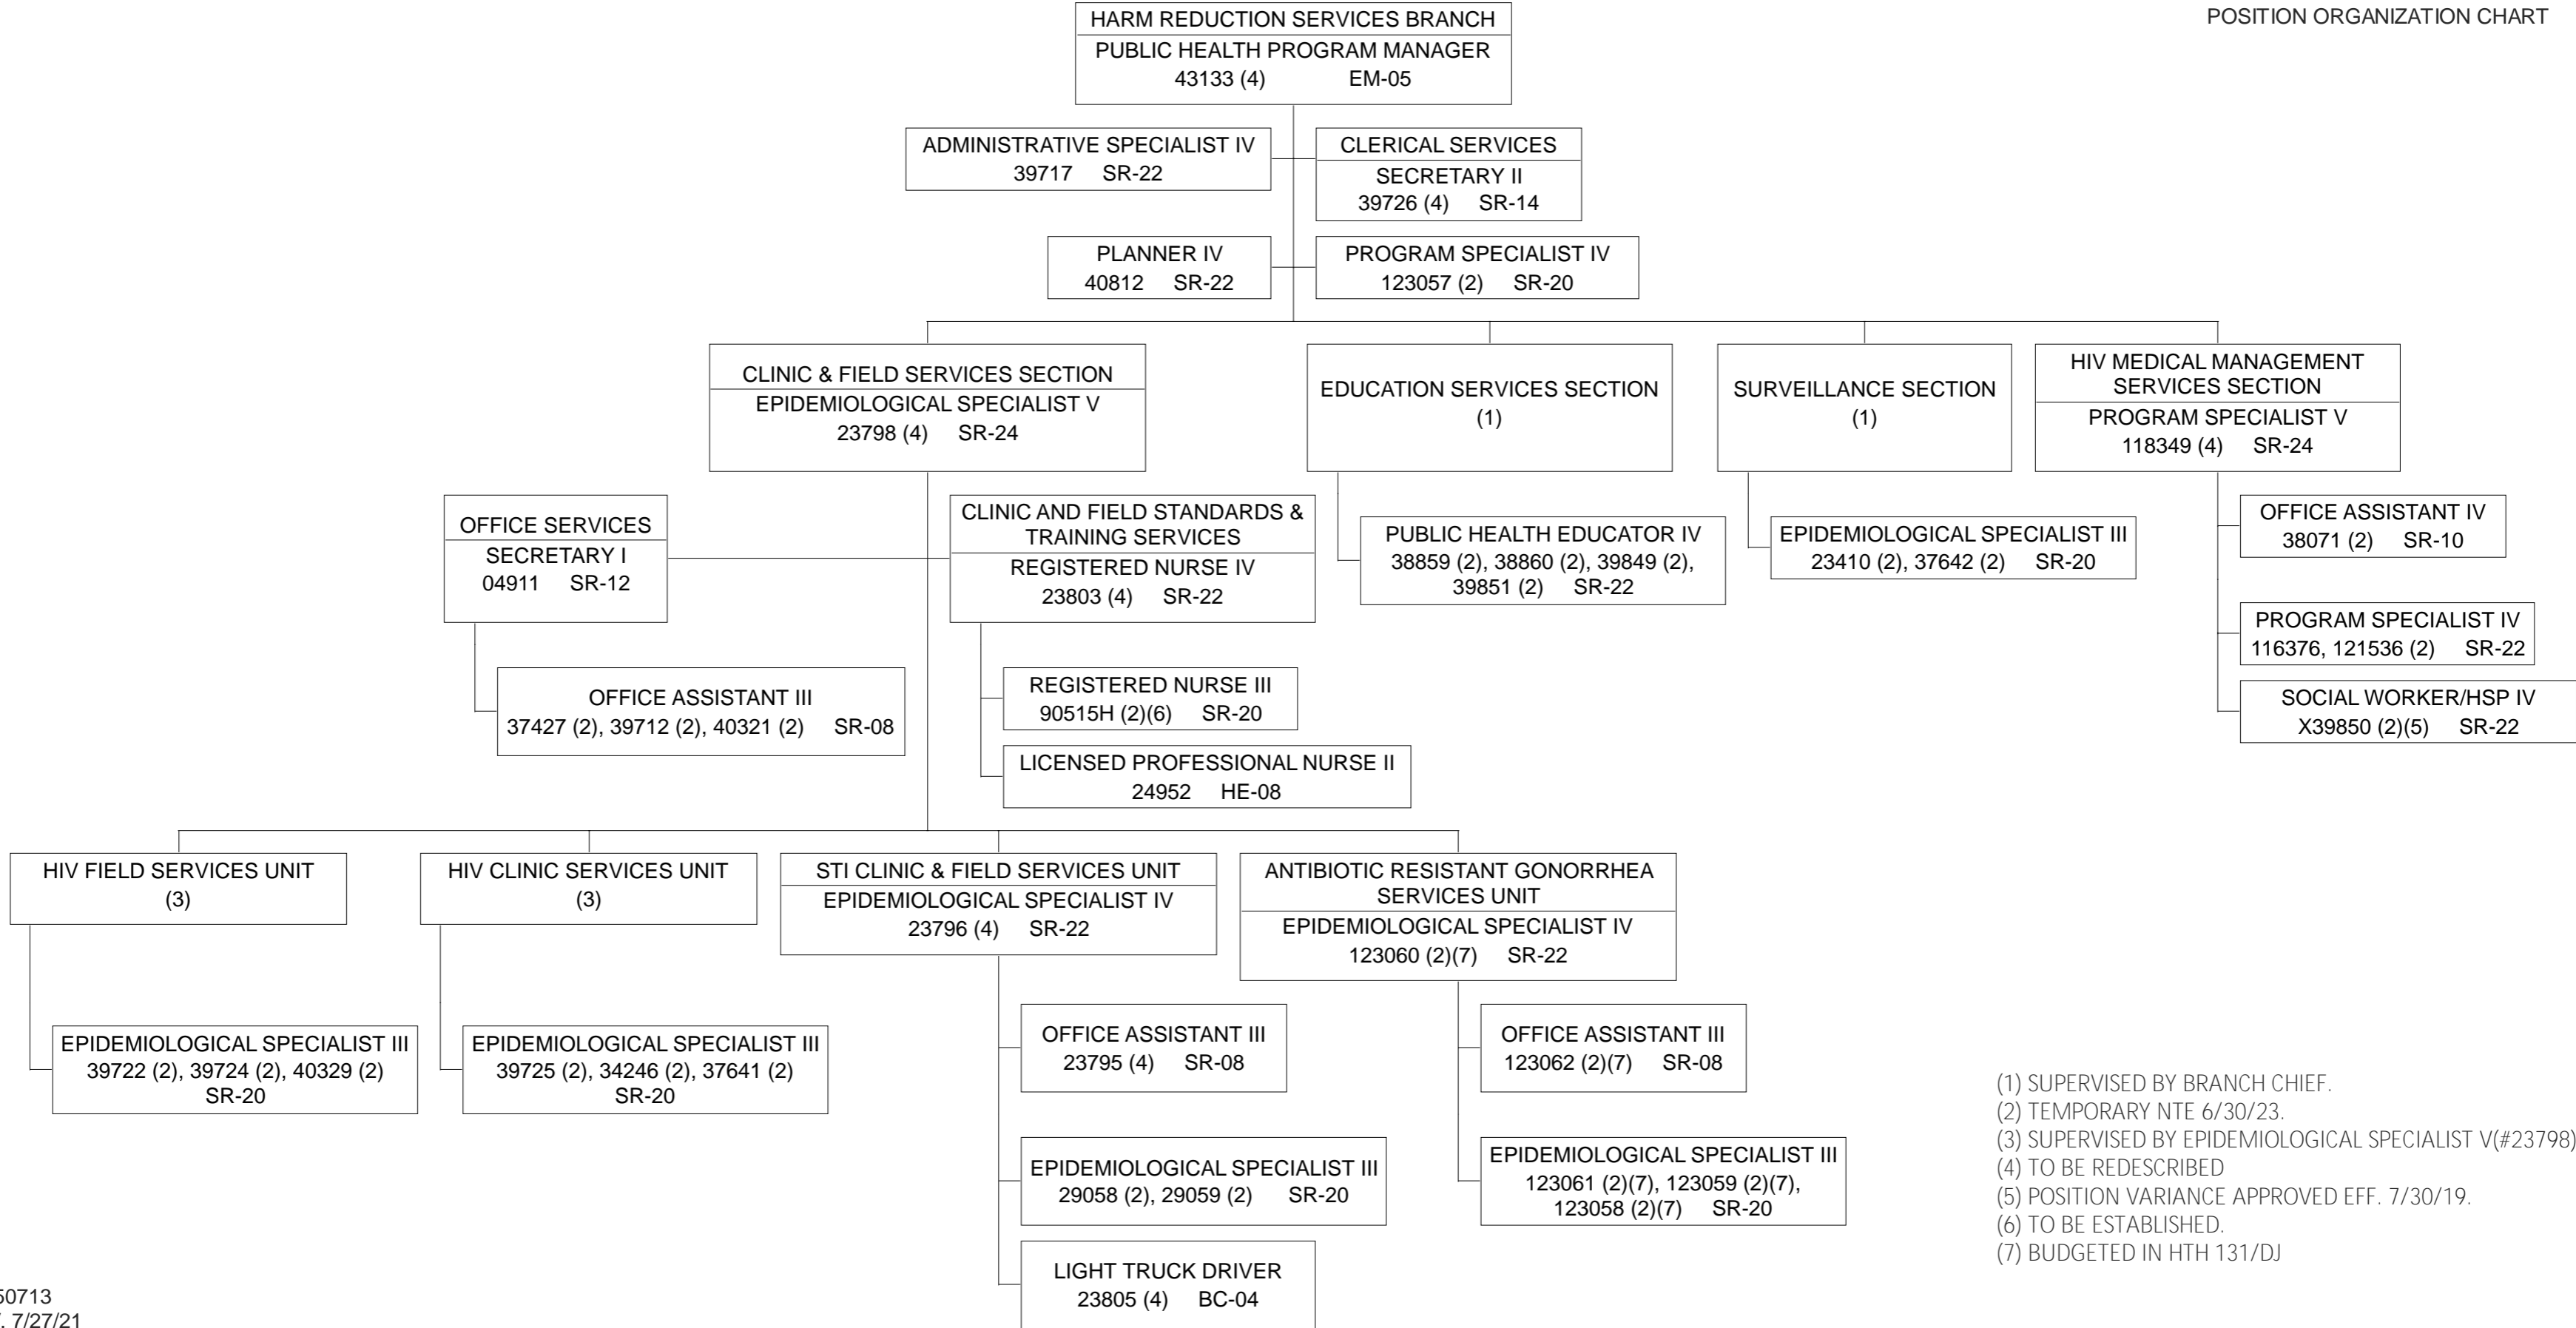 POSITION ORGANIZATION CHART
HARM REDUCTION SERVICES BRANCH
PUBLIC HEALTH PROGRAM MANAGER
43133 (4) EM-05
ADMINISTRATIVE SPECIALIST IV
39717 SR-22
CLERICAL SERVICES
SECRETARY II
39726 (4) SR-14
PLANNER IV
40812 SR-22
PROGRAM SPECIALIST IV
123057 (2) SR-20
CLINIC & FIELD SERVICES SECTION
EPIDEMIOLOGICAL SPECIALIST V
23798 (4) SR-24
EDUCATION SERVICES SECTION
(1)
SURVEILLANCE SECTION
(1)
HIV MEDICAL MANAGEMENT
SERVICES SECTION
PROGRAM SPECIALIST V
118349 (4) SR-24
OFFICE SERVICES
SECRETARY I
04911 SR-12
CLINIC AND FIELD STANDARDS &
TRAINING SERVICES
REGISTERED NURSE IV
23803 (4) SR-22
PUBLIC HEALTH EDUCATOR IV
38859 (2), 38860 (2), 39849 (2),
39851 (2) SR-22
EPIDEMIOLOGICAL SPECIALIST III
23410 (2), 37642 (2) SR-20
OFFICE ASSISTANT IV
38071 (2) SR-10
PROGRAM SPECIALIST IV
116376, 121536 (2) SR-22
SOCIAL WORKER/HSP IV
X39850 (2)(5) SR-22
OFFICE ASSISTANT III
37427 (2), 39712 (2), 40321 (2) SR-08
REGISTERED NURSE III
90515H (2)(6) SR-20
LICENSED PROFESSIONAL NURSE II
24952 HE-08
HIV FIELD SERVICES UNIT
(3)
HIV CLINIC SERVICES UNIT
(3)
STI CLINIC & FIELD SERVICES UNIT
EPIDEMIOLOGICAL SPECIALIST IV
23796 (4) SR-22
ANTIBIOTIC RESISTANT GONORRHEA
SERVICES UNIT
EPIDEMIOLOGICAL SPECIALIST IV
123060 (2)(7) SR-22
EPIDEMIOLOGICAL SPECIALIST III
39722 (2), 39724 (2), 40329 (2)
SR-20
EPIDEMIOLOGICAL SPECIALIST III
39725 (2), 34246 (2), 37641 (2)
SR-20
OFFICE ASSISTANT III
23795 (4) SR-08
EPIDEMIOLOGICAL SPECIALIST III
29058 (2), 29059 (2) SR-20
LIGHT TRUCK DRIVER
23805 (4) BC-04
OFFICE ASSISTANT III
123062 (2)(7) SR-08
EPIDEMIOLOGICAL SPECIALIST III
123061 (2)(7), 123059 (2)(7),
123058 (2)(7) SR-20
(1) SUPERVISED BY BRANCH CHIEF.
(2) TEMPORARY NTE 6/30/23.
(3) SUPERVISED BY EPIDEMIOLOGICAL SPECIALIST V(#23798)
(4) TO BE REDESCRIBED
(5) POSITION VARIANCE APPROVED EFF. 7/30/19.
(6) TO BE ESTABLISHED.
(7) BUDGETED IN HTH 131/DJ
50713
. 7/27/21